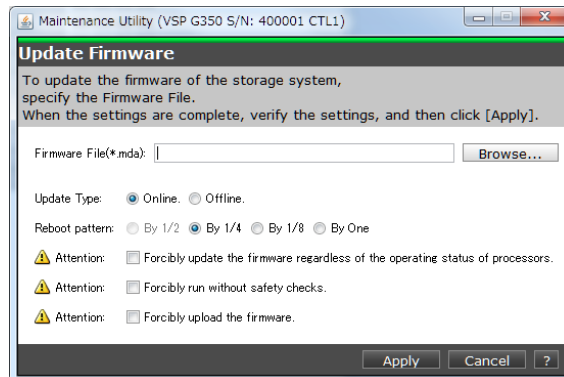 Maintenance Utility (VSP G350 S/N: 400001 CTL1)
Update Firmware
To update the firmware of the storage system,
specify the Firmware File.
When the settings are complete, verify the settings, and then click [Apply].
Firmware File(*.mda): Browse...
Update Type: Online. Offline.
Reboot pattern: By 1/2 By 1/4 By 1/8 By One
Attention: Forcibly update the firmware regardless of the operating status of processors.
Attention: Forcibly run without safety checks.
Attention: Forcibly upload the firmware.
Apply Cancel ?